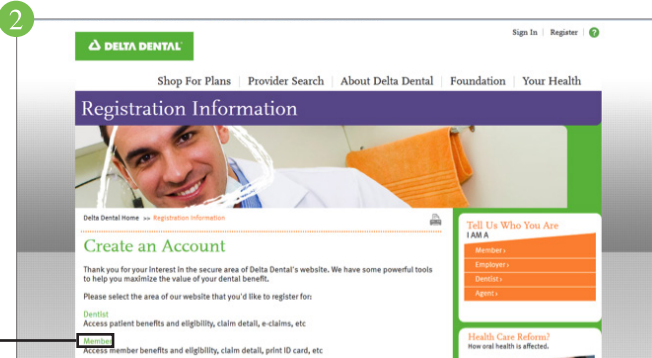 2
Sign In Register ?
DELTA DENTAL
Shop For Plans Provider Search About Delta Dental Foundation Your Health
Registration Information
Delta Dental Home >> Registration Information
Create an Account
Thank you for your interest in the secure area of Delta Dental's website. We have some powerful tools
to help you maximize the value of your dental benefit.
Please select the area of our website that you'd like to register for:
Dentist
Access patient benefits and eligibility, claim detail, e-claims, etc
Member
Access member benefits and eligibility, claim detail, print ID card, etc
Tell Us Who You Are
I AM A
Member ›
Employer ›
Dentist ›
Agent ›
Health Care Reform?
How oral health is affected.